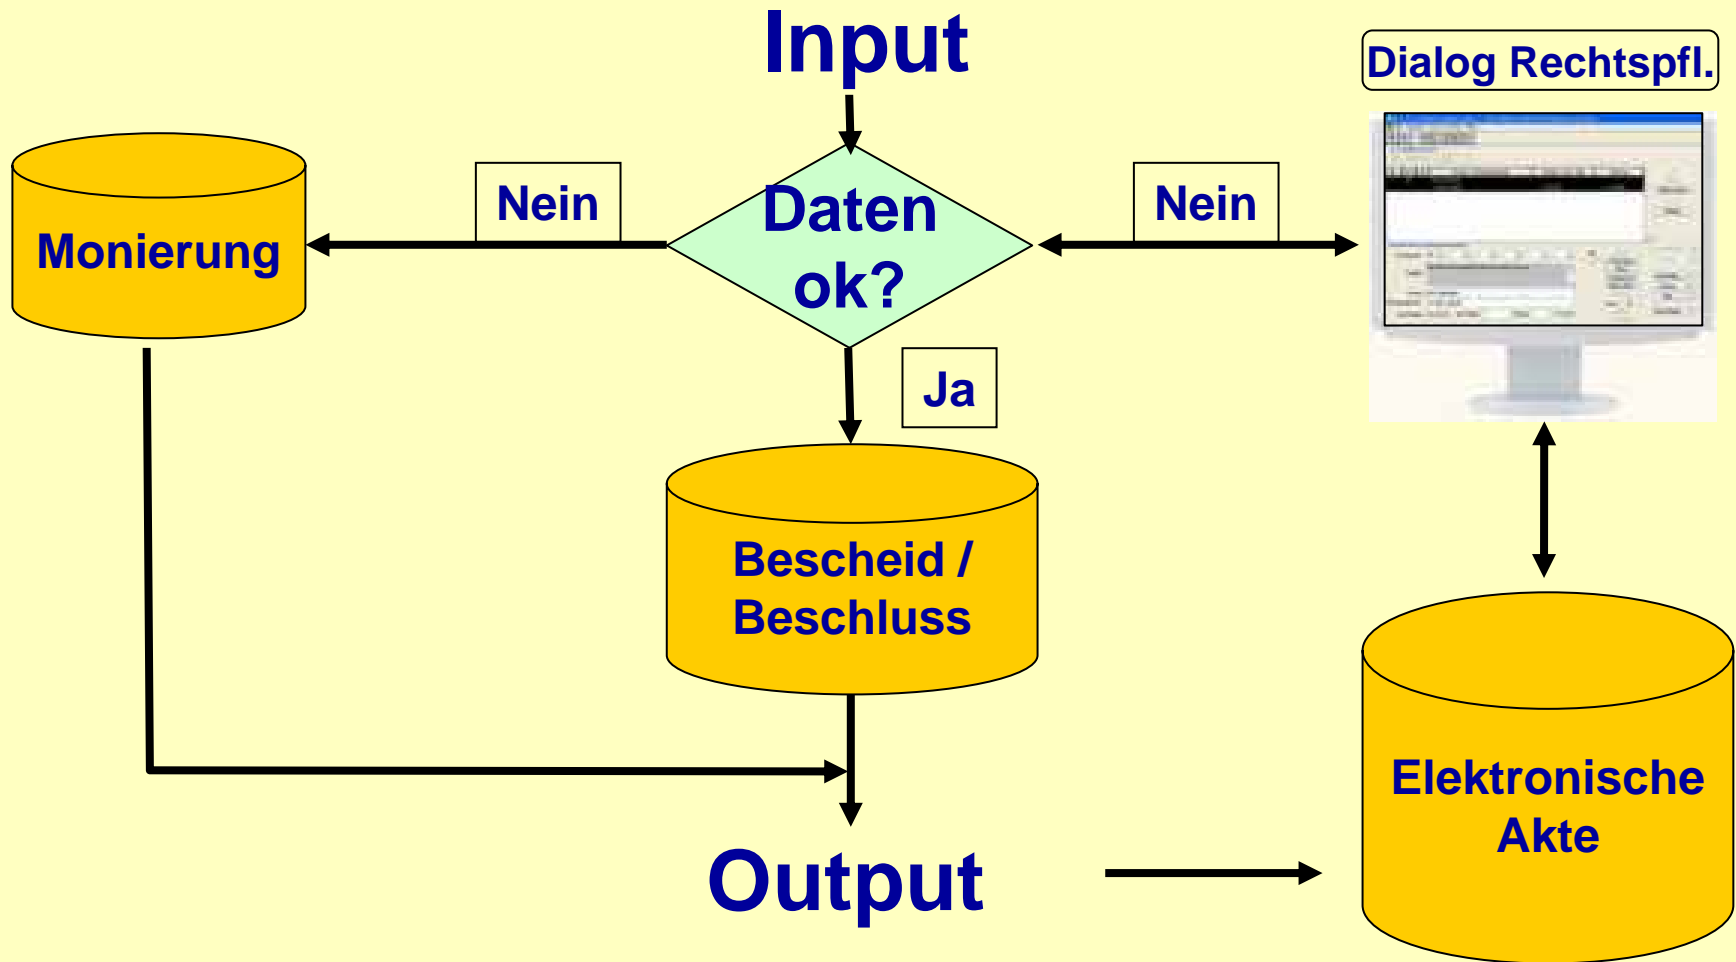 Input
Dialog Rechtspfl.
Nein
Daten
ok?
Nein
Monierung
Ja
Bescheid /
Beschluss
Elektronische
Akte
Output